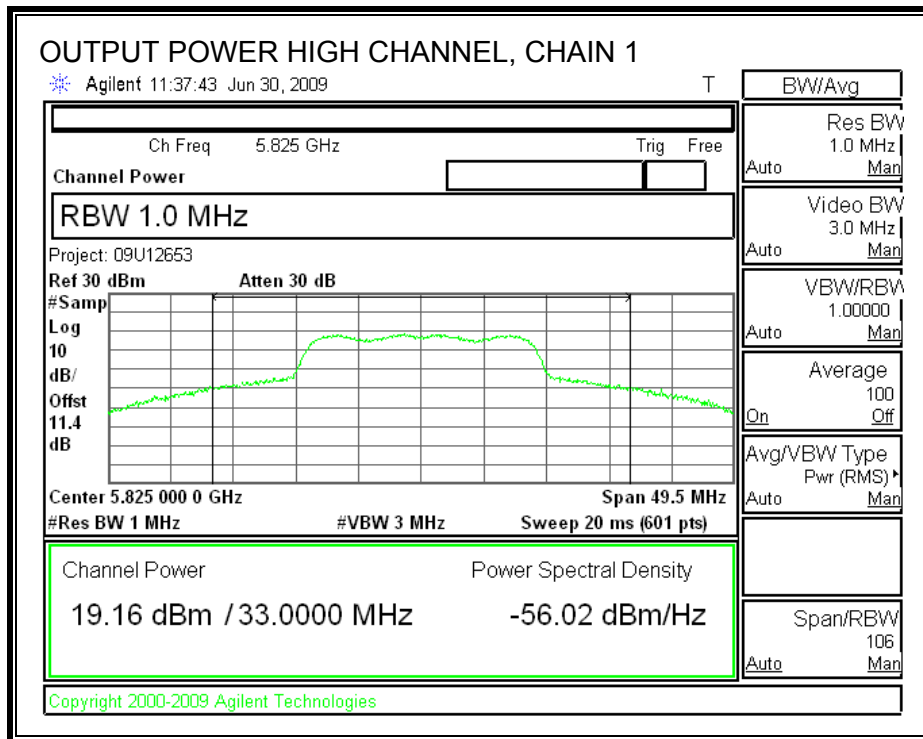 OUTPUT POWER HIGH CHANNEL, CHAIN 1
Agilent 11:37:43 Jun 30, 2009 T
Ch Freq 5.825 GHz Trig Free
Channel Power
RBW 1.0 MHz
Project: 09U12653
Ref 30 dBm Atten 30 dB
#Samp
Log
10
dB/
Offst
11.4
dB
Center 5.825 000 0 GHz Span 49.5 MHz
#Res BW 1 MHz #VBW 3 MHz Sweep 20 ms (601 pts)
Channel Power Power Spectral Density
19.16 dBm / 33.0000 MHz -56.02 dBm/Hz
Copyright 2000-2009 Agilent Technologies
BW/Avg
Res BW
1.0 MHz
Auto Man
Video BW
3.0 MHz
Auto Man
VBW/RBW
1.00000
Auto Man
Average
100
On Off
Avg/VBW Type
Pwr (RMS)
Auto Man
Span/RBW
106
Auto Man